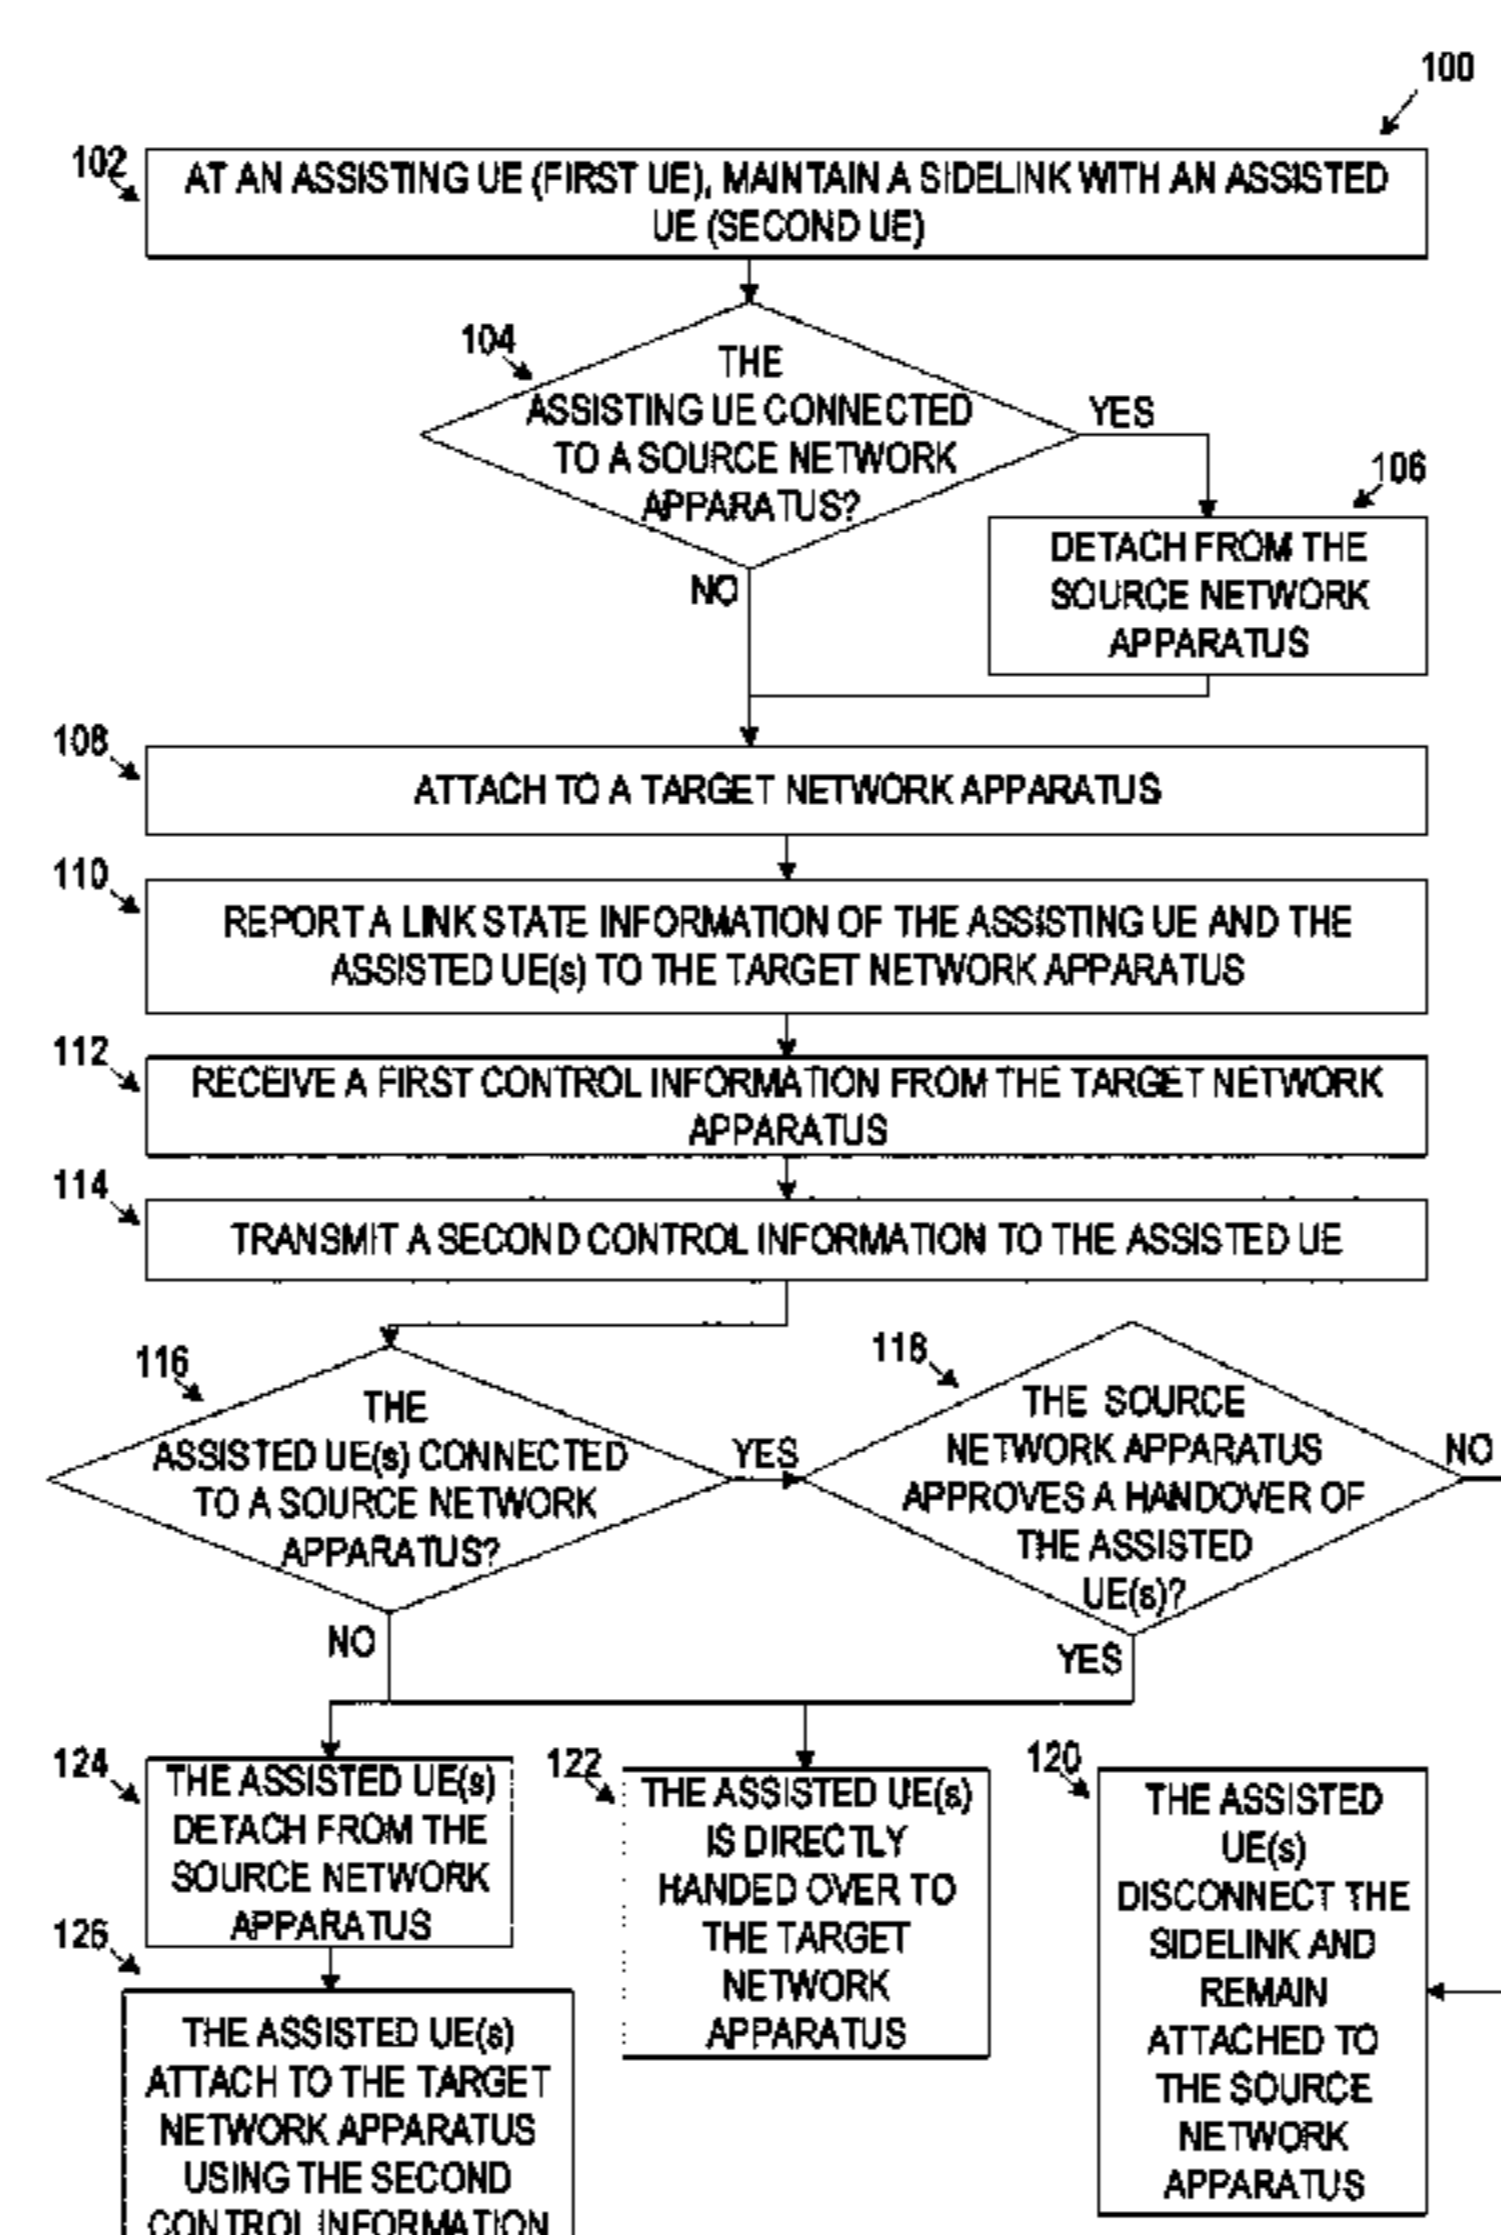 100
102
AT AN ASSISTING UE (FIRST UE), MAINTAIN A SIDELINK WITH AN ASSISTED
UE (SECOND UE)
104
THE
ASSISTING UE CONNECTED
TO A SOURCE NETWORK
APPARATUS?
YES
NO
106
DETACH FROM THE
SOURCE NETWORK
APPARATUS
108
ATTACH TO A TARGET NETWORK APPARATUS
110
REPORT A LINK STATE INFORMATION OF THE ASSISTING UE AND THE
ASSISTED UE(s) TO THE TARGET NETWORK APPARATUS
112
RECEIVE A FIRST CONTROL INFORMATION FROM THE TARGET NETWORK
APPARATUS
114
TRANSMIT A SECOND CONTROL INFORMATION TO THE ASSISTED UE
116
THE
ASSISTED UE(s) CONNECTED
TO A SOURCE NETWORK
APPARATUS?
YES
NO
118
THE SOURCE
NETWORK APPARATUS
APPROVES A HANDOVER OF
THE ASSISTED
UE(s)?
NO
YES
124
THE ASSISTED UE(s)
DETACH FROM THE
SOURCE NETWORK
APPARATUS
122
THE ASSISTED UE(s)
IS DIRECTLY
HANDED OVER TO
THE TARGET
NETWORK
APPARATUS
120
THE ASSISTED
UE(s)
DISCONNECT THE
SIDELINK AND
REMAIN
ATTACHED TO
THE SOURCE
NETWORK
APPARATUS
126
THE ASSISTED UE(s)
ATTACH TO THE TARGET
NETWORK APPARATUS
USING THE SECOND
CONTROL INFORMATION